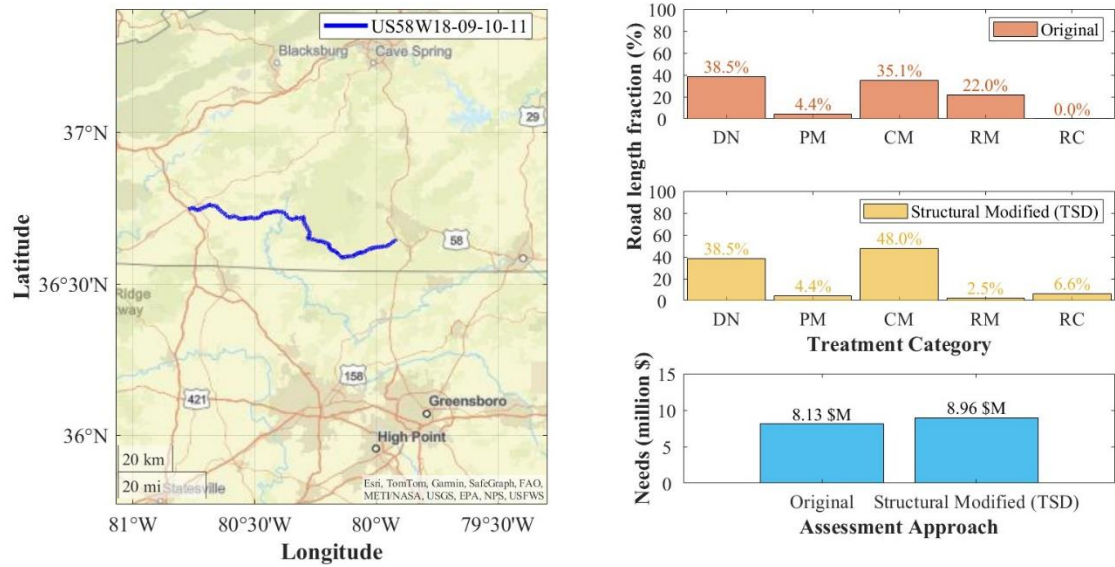 US58W18-09-10-11
Blacksburg
Cave Spring
29
37°N
58
36°30'N
Ridge
way
158
421
Greensboro
36°N
High Point
20 km
20 mi
Statesville
Esri, TomTom, Garmin, SafeGraph, FAO,
METI/NASA, USGS, EPA, NPS, USFWS
81°W
80°30'W
80°W
79°30'W
Latitude
Longitude
Road length fraction (%)
100
80
60
40
20
0
Original
38.5%
4.4%
35.1%
22.0%
0.0%
DN
PM
CM
RM
RC
100
80
60
40
20
0
Structural Modified (TSD)
38.5%
4.4%
48.0%
2.5%
6.6%
DN
PM
CM
RM
RC
Treatment Category
Needs (million $)
15
10
5
0
8.13 $M
8.96 $M
Original
Structural Modified (TSD)
Assessment Approach